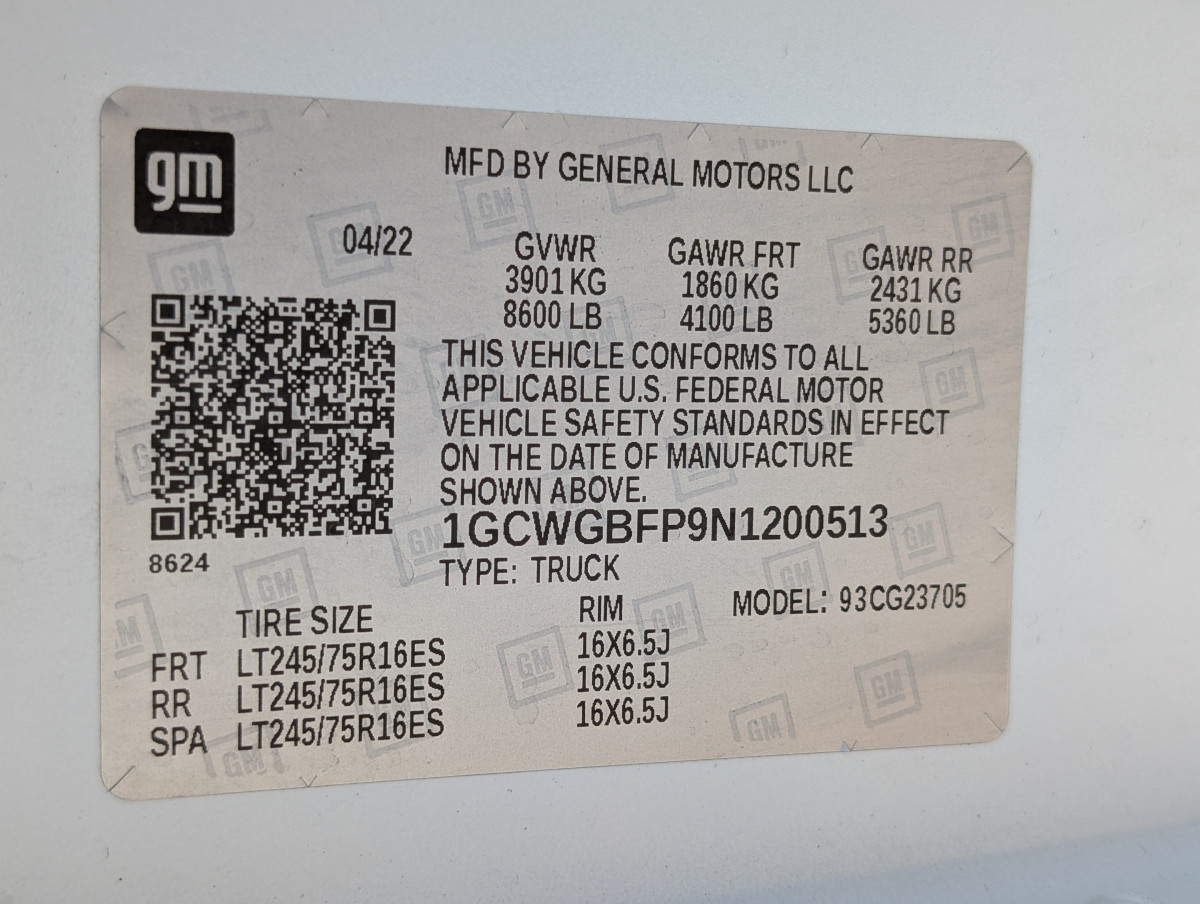 gm
MFD BY GENERAL MOTORS LLC
04/22
GVWR GAWR FRT GAWR RR
3901 KG 1860 KG 2431 KG
8600 LB 4100 LB 5360 LB
THIS VEHICLE CONFORMS TO ALL
APPLICABLE U.S. FEDERAL MOTOR
VEHICLE SAFETY STANDARDS IN EFFECT
ON THE DATE OF MANUFACTURE
SHOWN ABOVE.
1GCWGBFP9N1200513
8624
TYPE: TRUCK
TIRE SIZE RIM MODEL: 93CG23705
FRT LT245/75R16ES 16X6.5J
RR LT245/75R16ES 16X6.5J
SPA LT245/75R16ES 16X6.5J